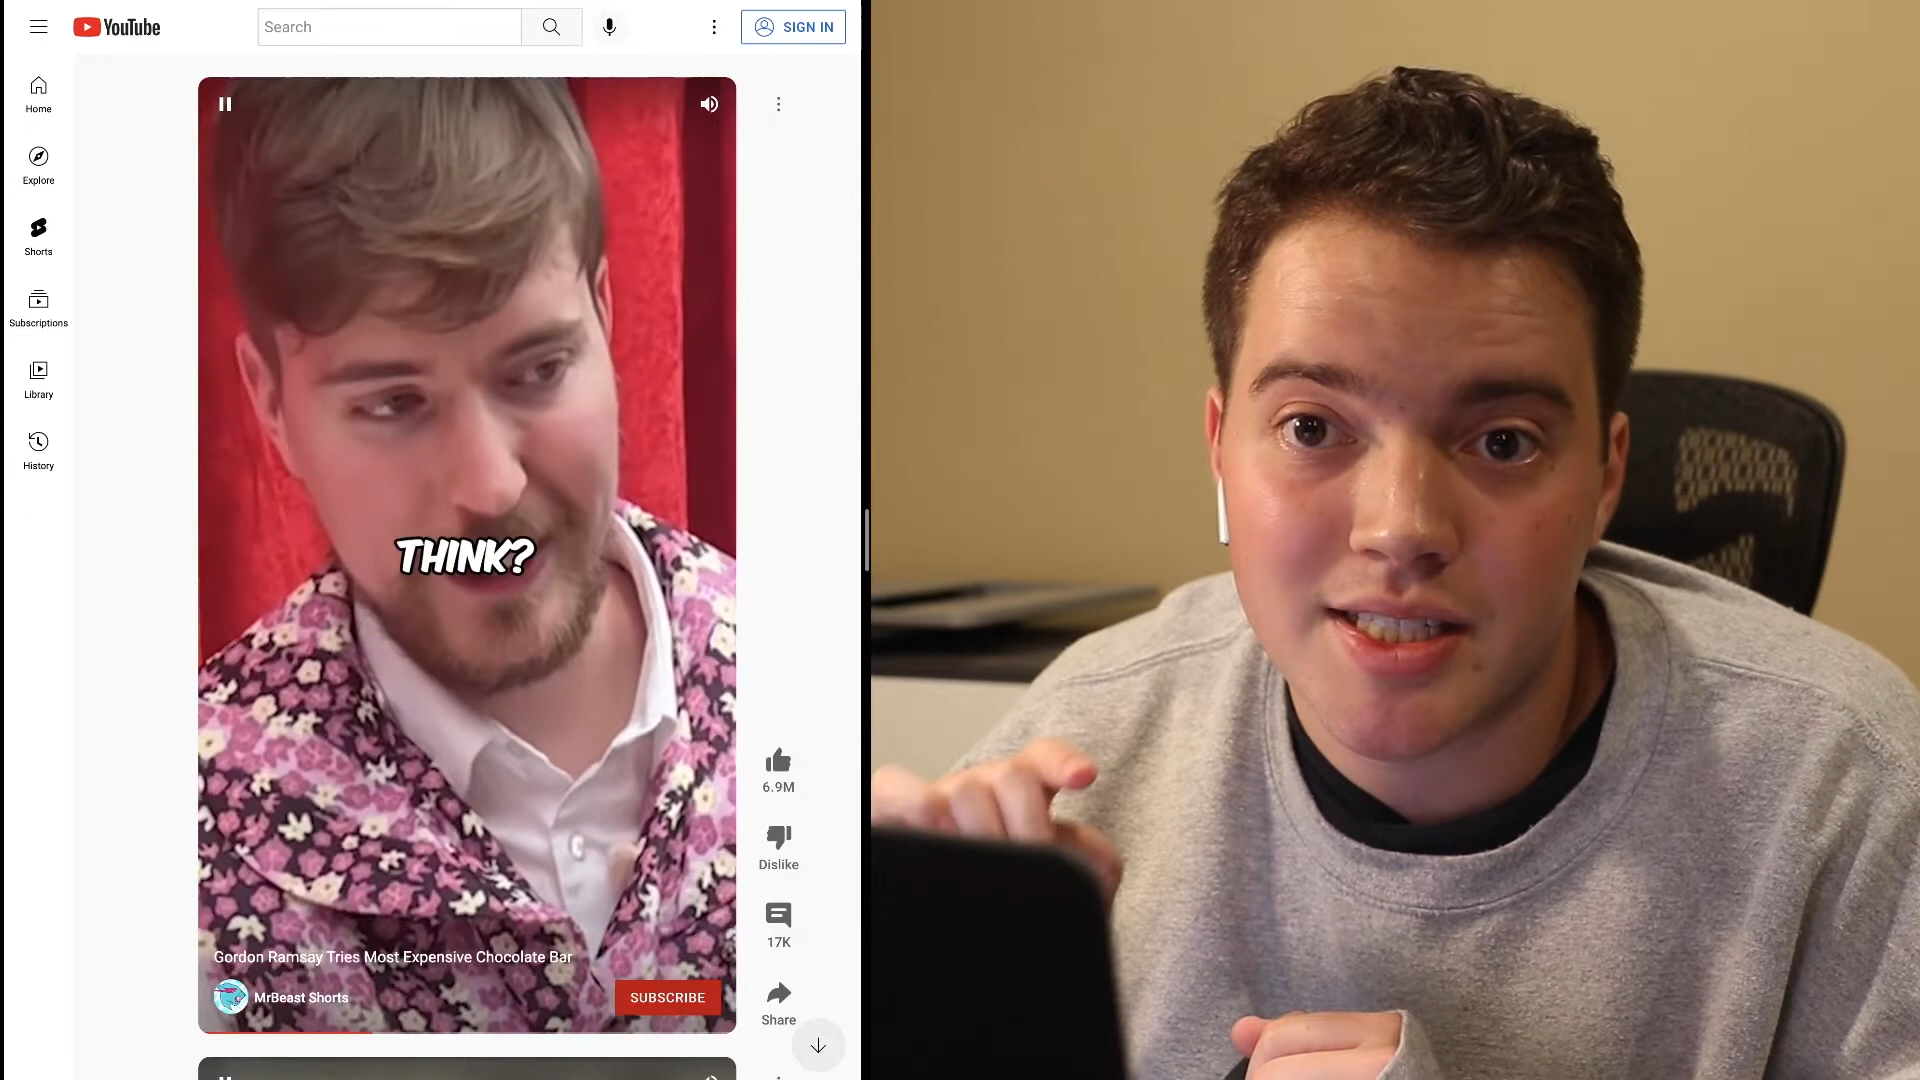 YouTube
Search
SIGN IN
Home
Explore
Shorts
Subscriptions
Library
History
THINK?
6.9M
Dislike
17K
Share
Gordon Ramsay Tries Most Expensive Chocolate Bar
MrBeast Shorts
SUBSCRIBE